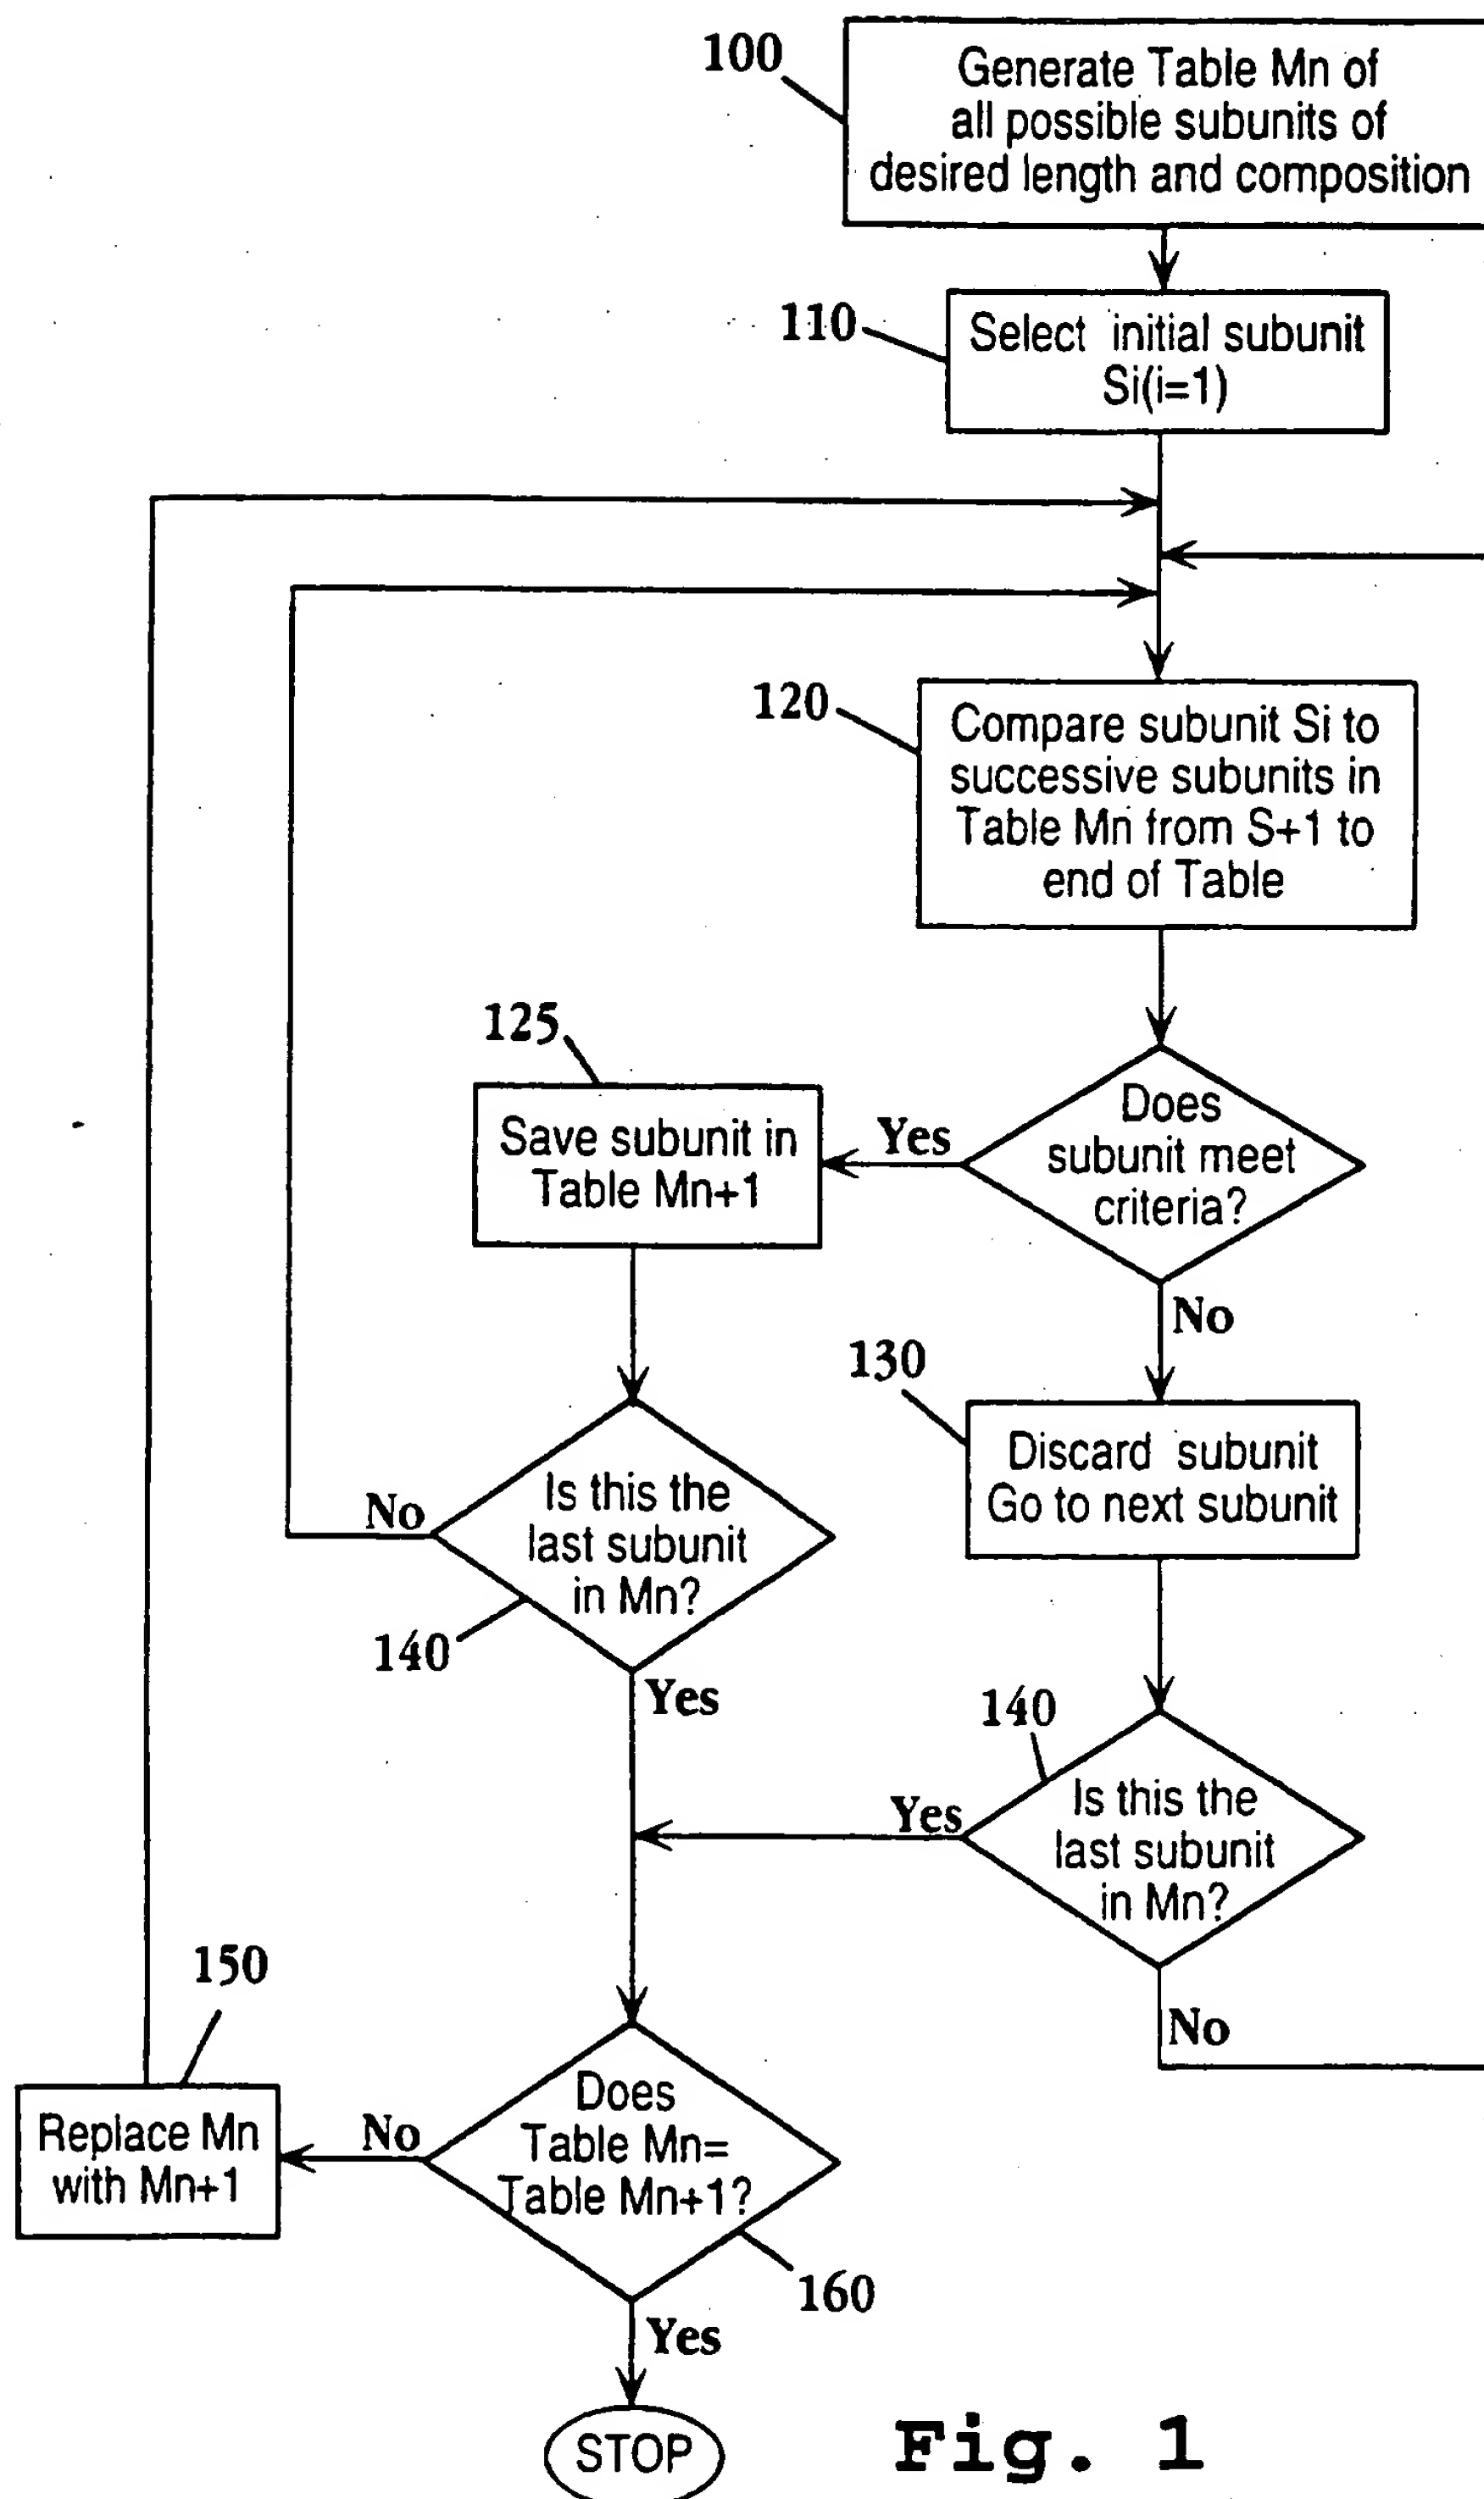 100
Generate Table Mn of
all possible subunits of
desired length and composition
110
Select initial subunit
Si(i=1)
120
Compare subunit Si to
successive subunits in
Table Mn from S+1 to
end of Table
125
Save subunit in
Table Mn+1
Yes
Does
subunit meet
criteria?
No
130
Discard subunit
Go to next subunit
No
Is this the
last subunit
in Mn?
140
Yes
140
Yes
Is this the
last subunit
in Mn?
No
150
Replace Mn
with Mn+1
No
Does
Table Mn=
Table Mn+1?
160
Yes
STOP
Fig. 1